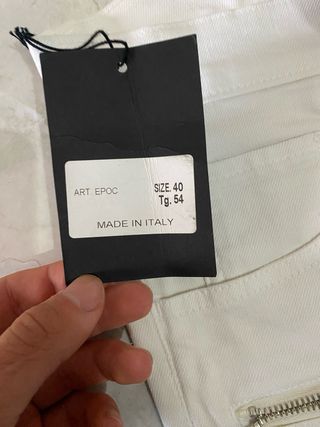 ART. EPOC SIZE. 40
Tg. 54
MADE IN ITALY